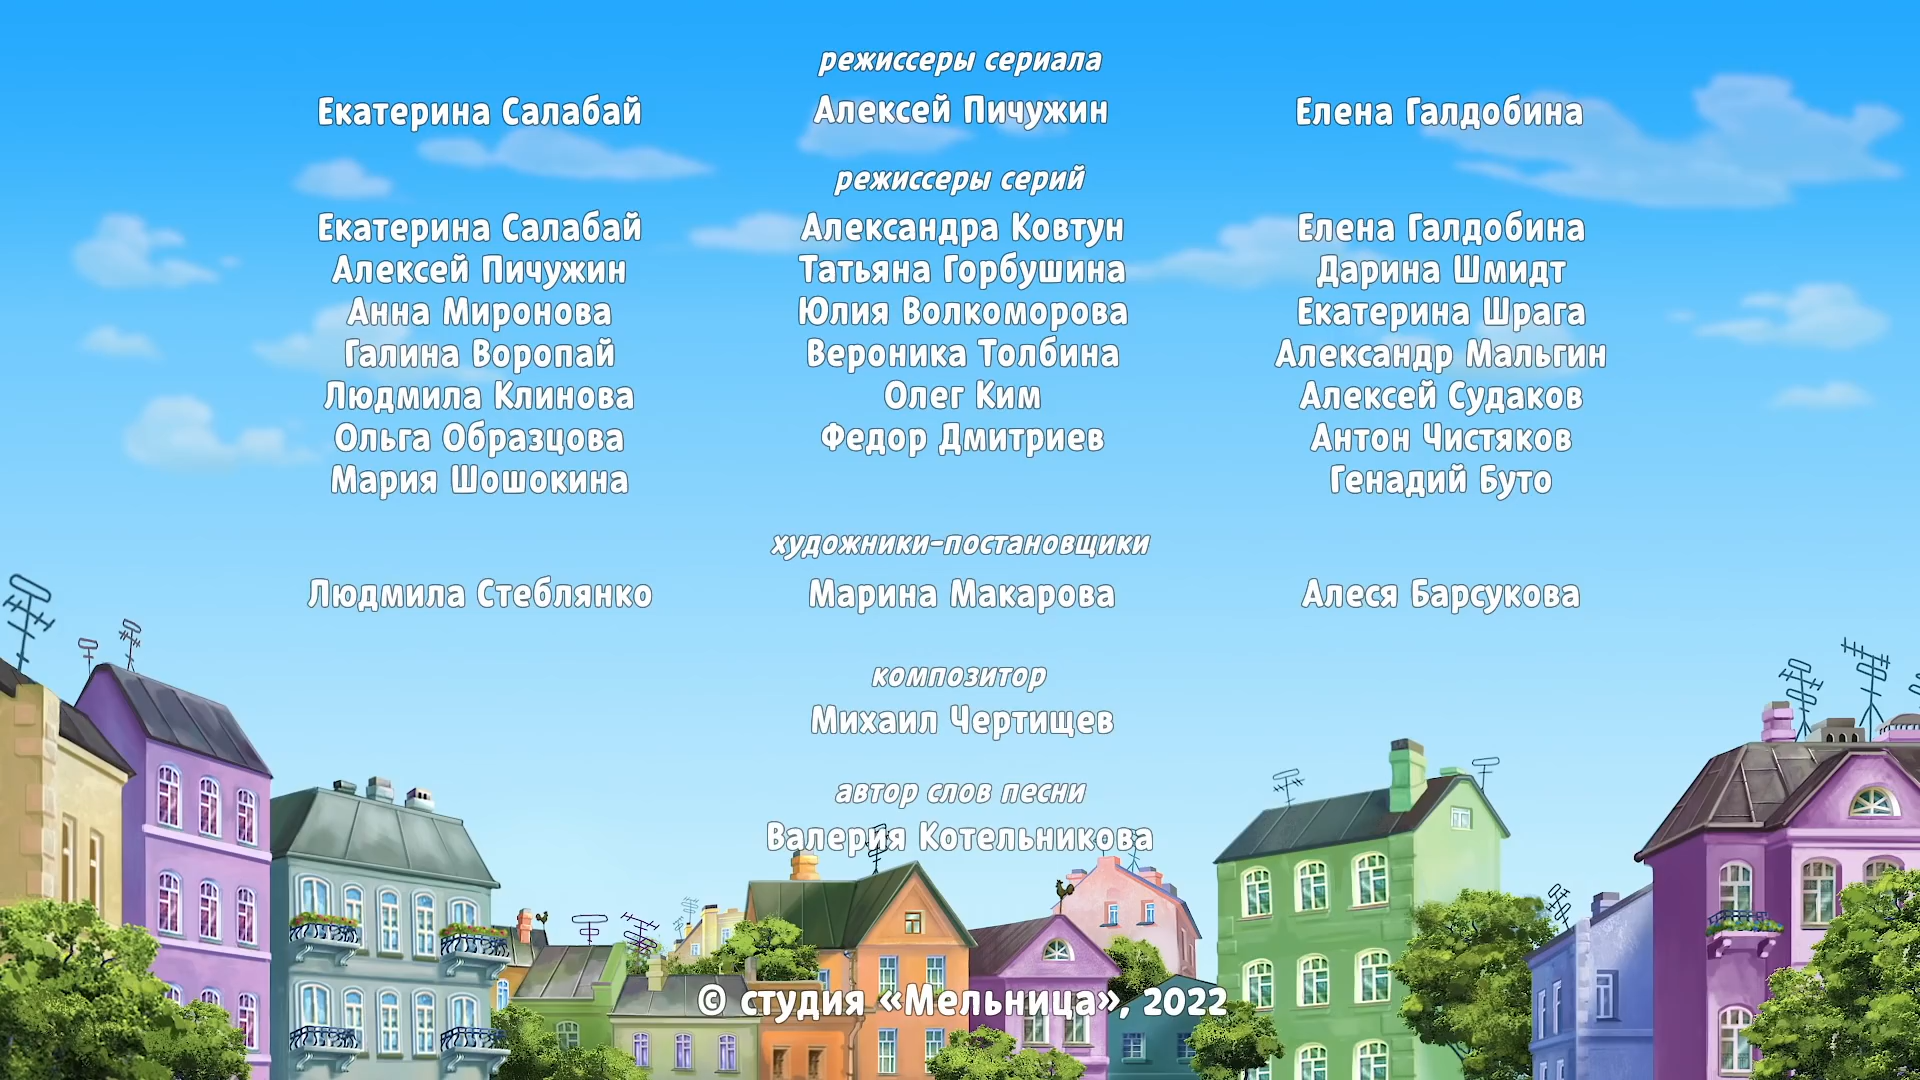 режиссеры сериала
Екатерина Салабай Алексей Пичужин Елена Галдобина
режиссеры серий
Екатерина Салабай Александра Ковтун Елена Галдобина
Алексей Пичужин Татьяна Горбушина Дарина Шмидт
Анна Миронова Юлия Волкоморова Екатерина Шрага
Галина Воропай Вероника Толбина Александр Мальгин
Людмила Клинова Олег Ким Алексей Судаков
Ольга Образцова Федор Дмитриев Антон Чистяков
Мария Шошокина Генадий Буто
художники-постановщики
Людмила Стеблянко Марина Макарова Алеся Барсукова
композитор
Михаил Чертищев
автор слов песни
Валерия Котельникова
© студия «Мельница», 2022